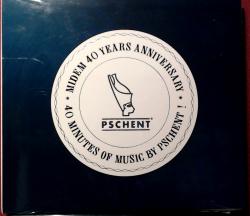 • MIDEM 40 YEARS ANNIVERSARY •
PSCHENT
40 MINUTES OF MUSIC BY PSCHENT !